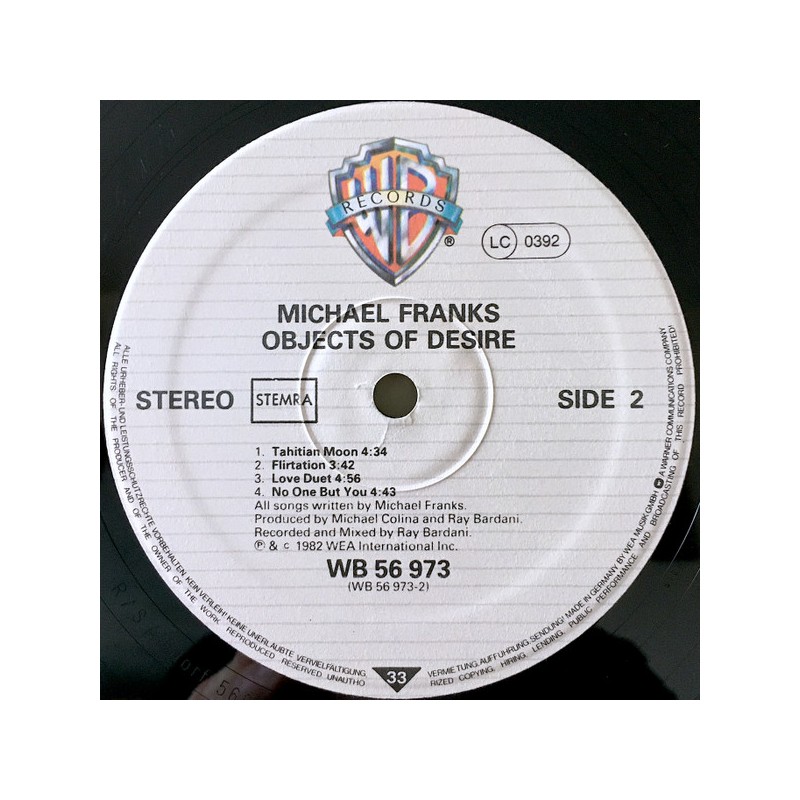 WB
RECORDS
®
LC 0392
MICHAEL FRANKS
OBJECTS OF DESIRE
STEREO
STEMRA
SIDE 2
1. Tahitian Moon 4:34
2. Flirtation 3:42
3. Love Duet 4:56
4. No One But You 4:43
All songs written by Michael Franks.
Produced by Michael Colina and Ray Bardani.
Recorded and Mixed by Ray Bardani.
℗ & c 1982 WEA International Inc.
WB 56 973
(WB 56 973-2)
33
ALLE URHEBER- UND LEISTUNGSSCHUTZRECHTE VORBEHALTEN. KEIN VERLEIH! KEINE UNERLAUBTE VERVIELFÄLTIGUNG,
VERMIETUNG, AUFFÜHRUNG, SENDUNG! MADE IN GERMANY BY WEA MUSIK GMBH A WARNER COMMUNICATIONS COMPANY
ALL RIGHTS OF THE PRODUCER AND OF THE OWNER OF THE WORK REPRODUCED RESERVED. UNAUTHO
RIZED COPYING, HIRING, LENDING, PUBLIC PERFORMANCE AND BROADCASTING OF THIS RECORD PROHIBITED!